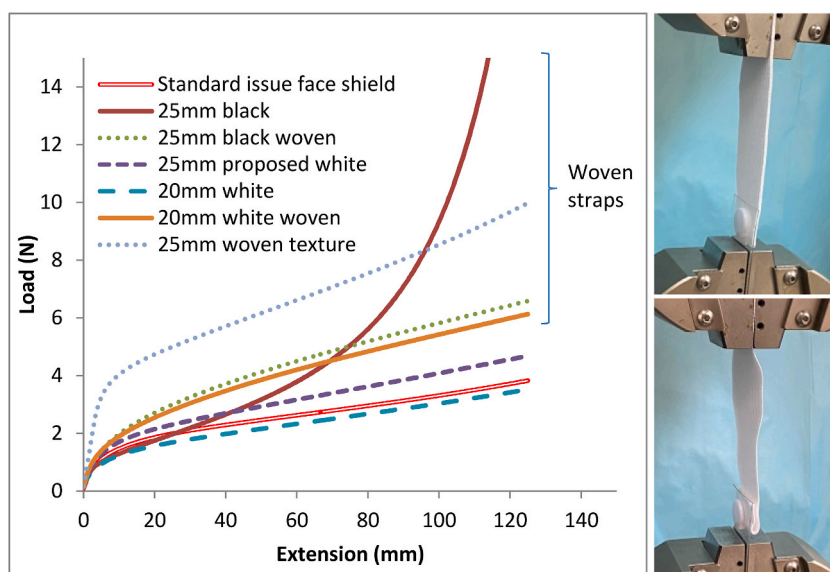 14
12
10
8
6
4
2
0
Load (N)
Standard issue face shield
25mm black
25mm black woven
25mm proposed white
20mm white
20mm white woven
25mm woven texture
Woven
straps
0 20 40 60 80 100 120 140
Extension (mm)